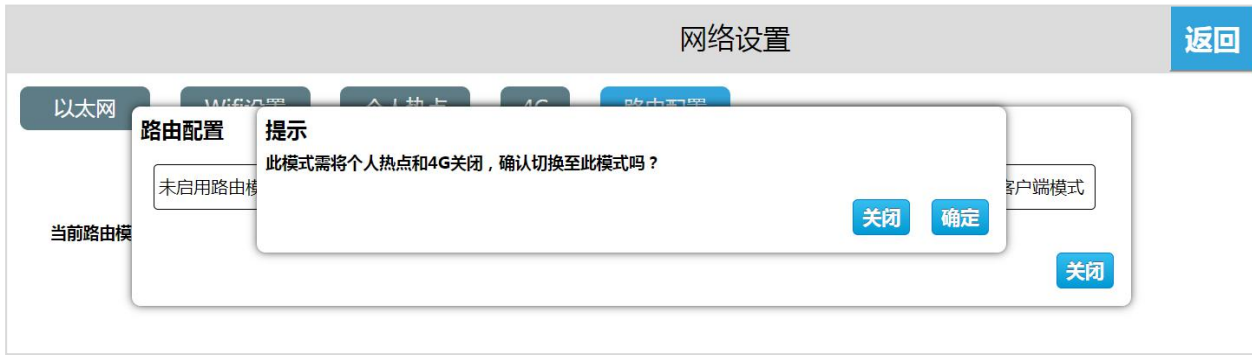 网络设置
返回
以太网
路由配置
提示
此模式需将个人热点和4G关闭，确认切换至此模式吗？
未启用路由模
客户端模式
关闭
确定
当前路由模
关闭